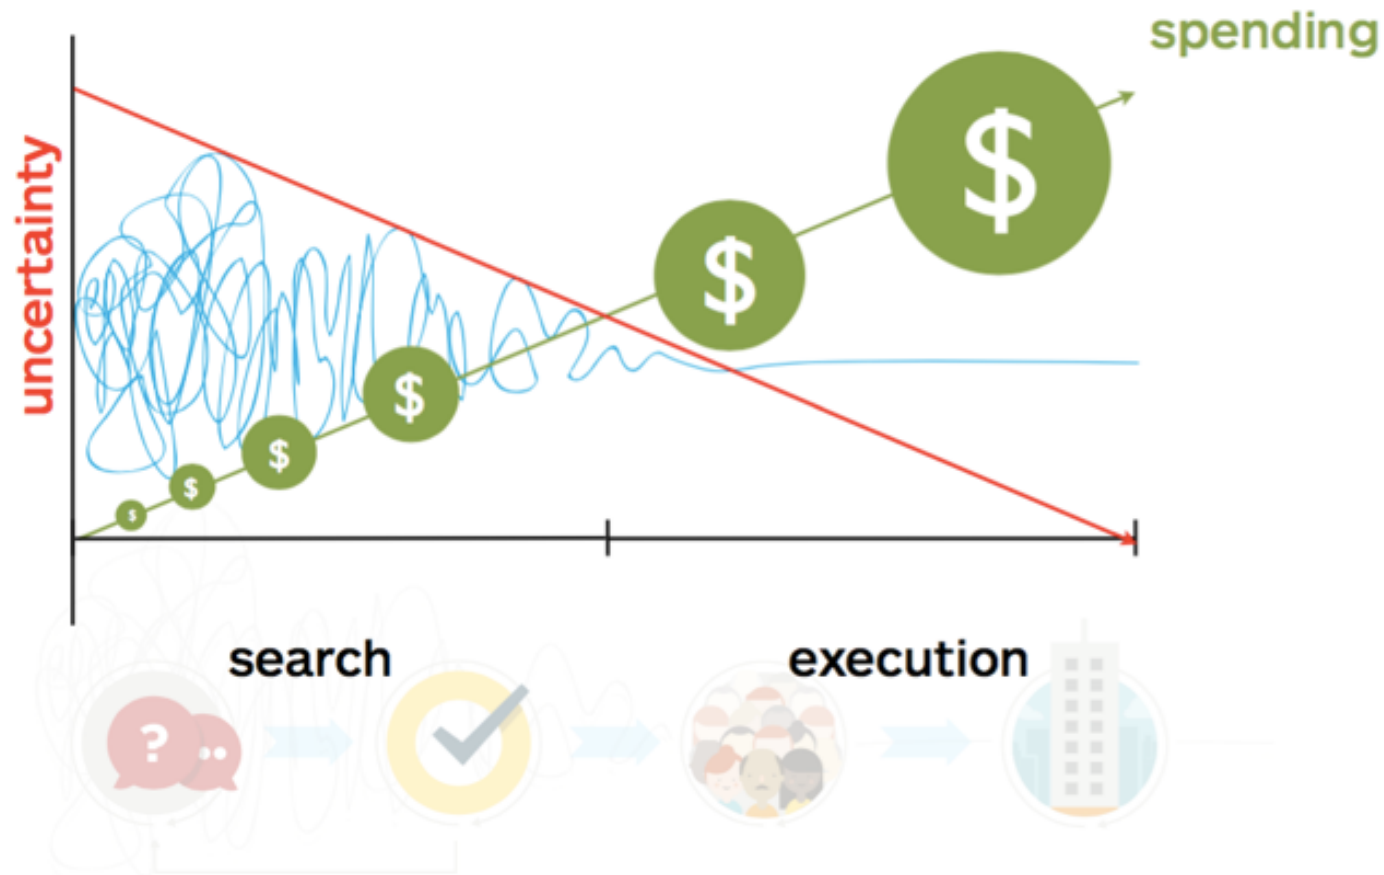 spending
uncertainty
$
$
$
$
$
$
search
execution
?